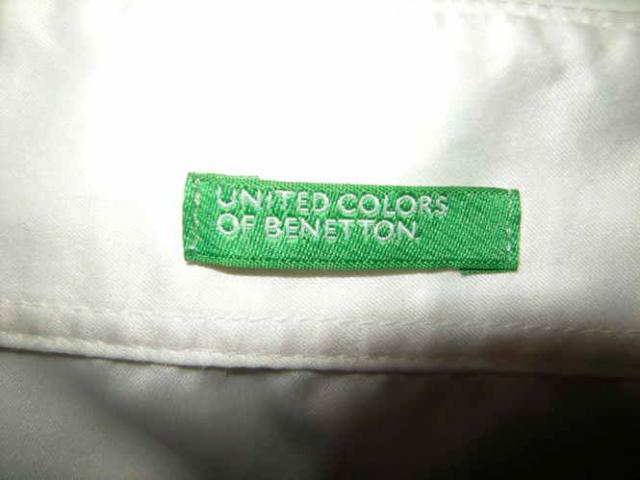 UNITED COLORS
OF BENETTON.